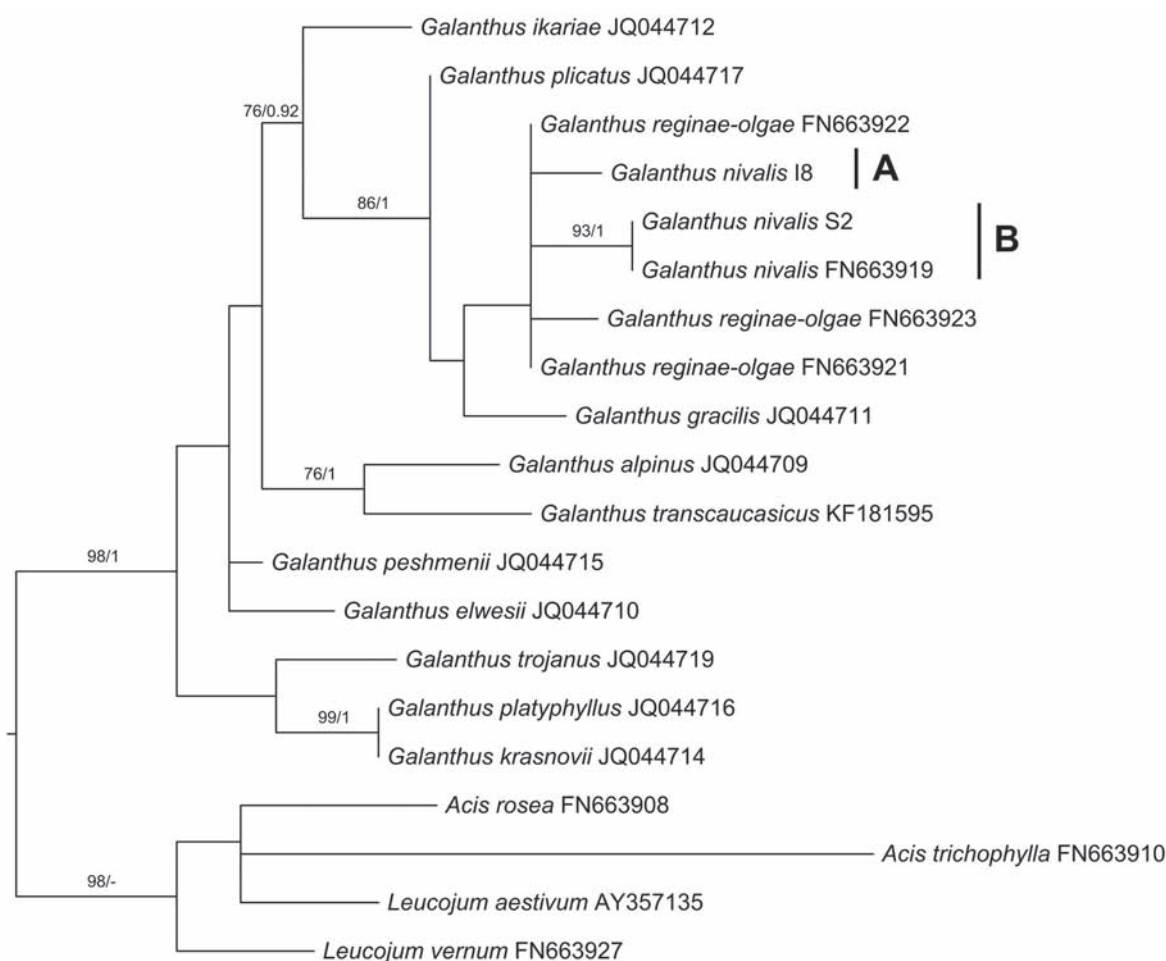 Galanthus ikariae JQ044712
Galanthus plicatus JQ044717
76/0.92
Galanthus reginae-olgae FN663922
Galanthus nivalis I8
A
86/1
Galanthus nivalis S2
93/1
B
Galanthus nivalis FN663919
Galanthus reginae-olgae FN663923
Galanthus reginae-olgae FN663921
Galanthus gracilis JQ044711
Galanthus alpinus JQ044709
76/1
Galanthus transcaucasicus KF181595
98/1
Galanthus peshmenii JQ044715
Galanthus elwesii JQ044710
Galanthus trojanus JQ044719
Galanthus platyphyllus JQ044716
99/1
Galanthus krasnovii JQ044714
Acis rosea FN663908
Acis trichophylla FN663910
98/-
Leucojum aestivum AY357135
Leucojum vernum FN663927